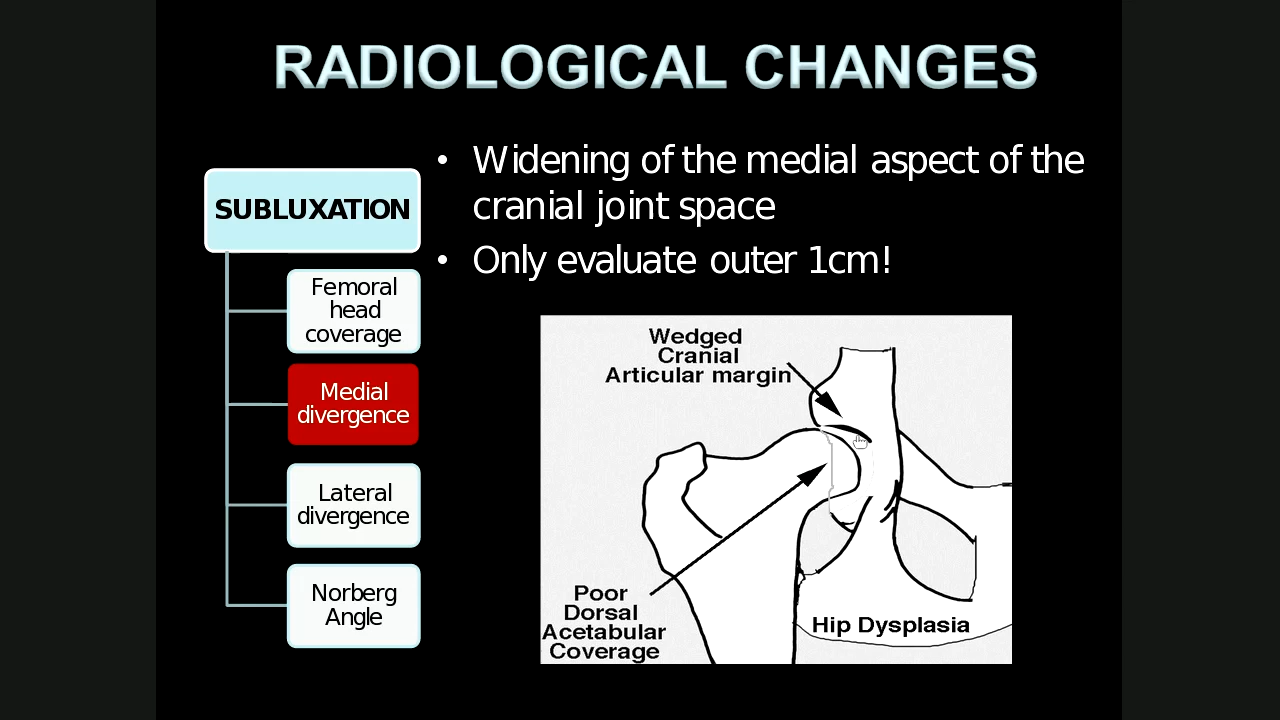 RADIOLOGICAL CHANGES
SUBLUXATION
Femoral
head
coverage
Medial
divergence
Lateral
divergence
Norberg
Angle
• Widening of the medial aspect of the
cranial joint space
• Only evaluate outer 1cm!
Wedged
Cranial
Articular margin
Poor
Dorsal
Acetabular
Coverage
Hip Dysplasia